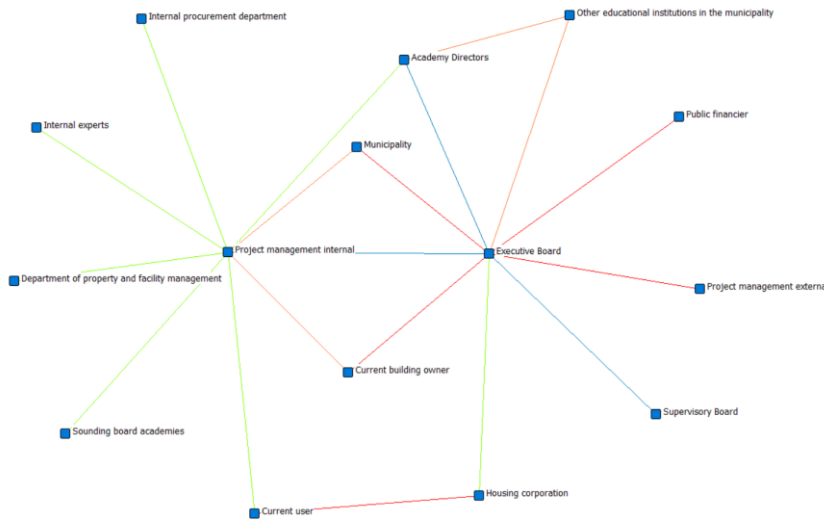 Internal procurement department
Other educational institutions in the municipality
Academy Directors
Public financier
Internal experts
Municipality
Project management internal
Executive Board
Department of property and facility management
Project management externa
Current building owner
Supervisory Board
Sounding board academies
Housing corporation
Current user